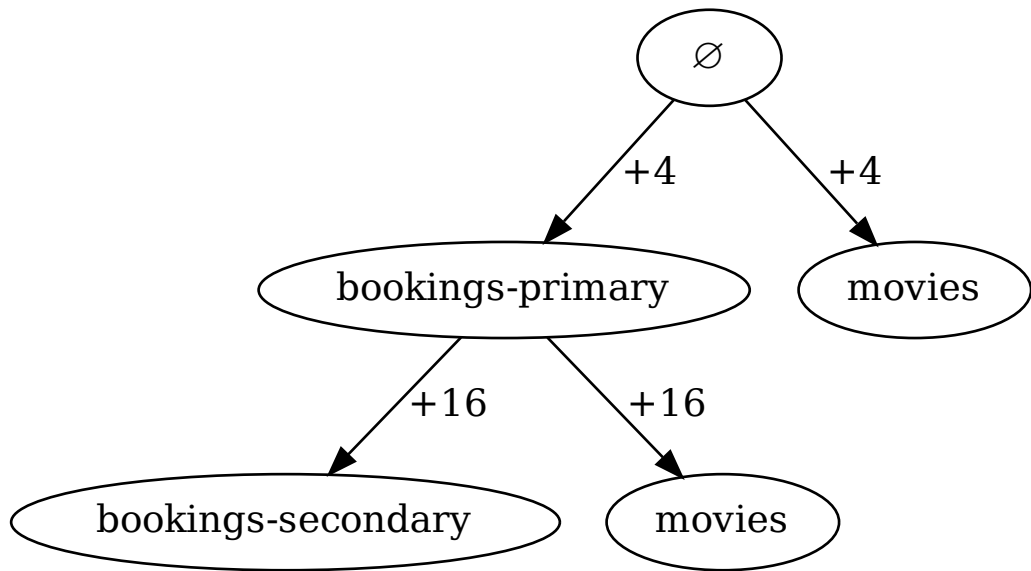 ∅
+4
+4
bookings-primary
movies
+16
+16
bookings-secondary
movies